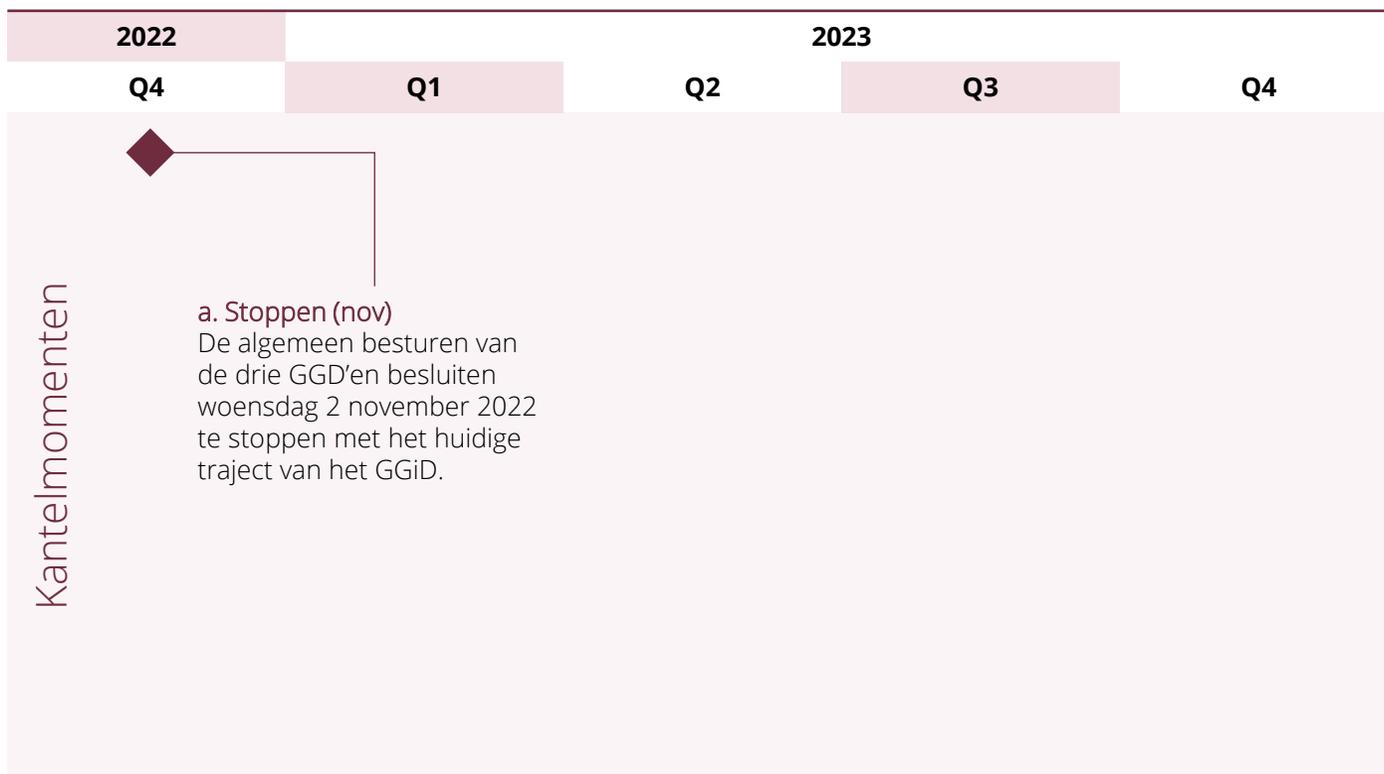 2022
2023
Q4
Q1
Q2
Q3
Q4
Kantelmomenten
a. Stoppen (nov)
De algemeen besturen van
de drie GGD’en besluiten
woensdag 2 november 2022
te stoppen met het huidige
traject van het GGiD.